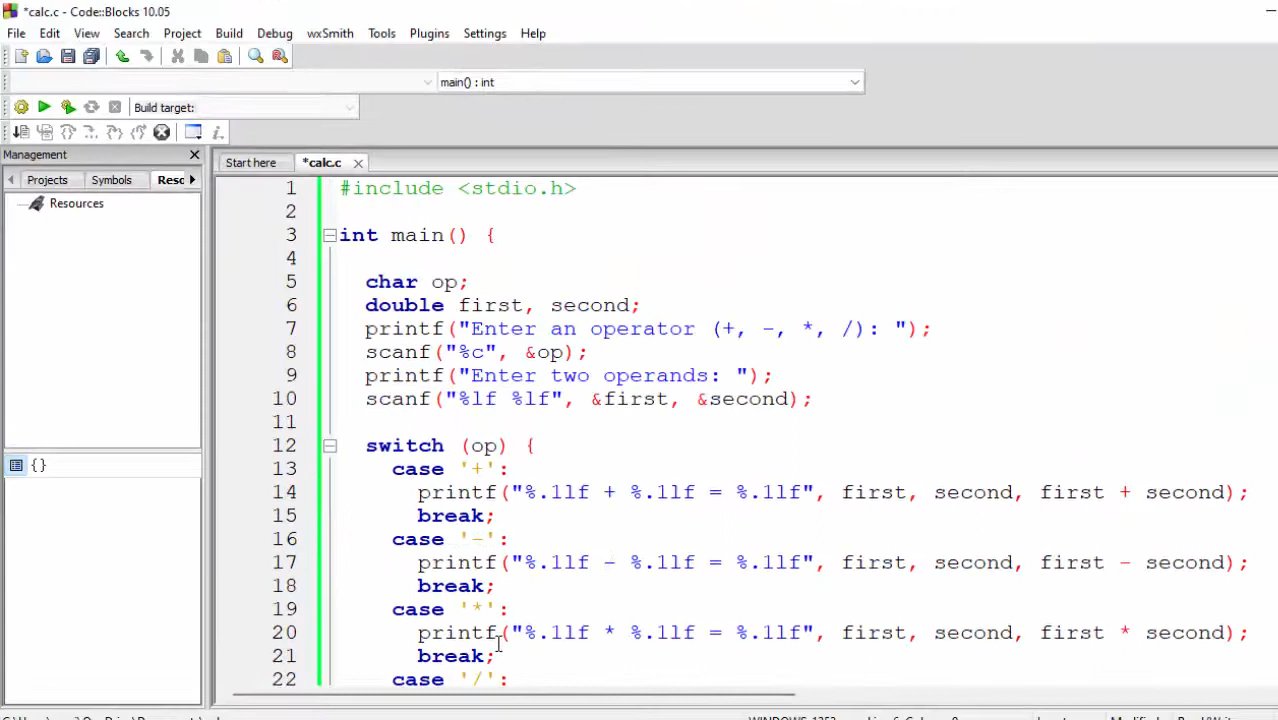 *calc.c - Code::Blocks 10.05
File Edit View Search Project Build Debug wxSmith Tools Plugins Settings Help
main() : int
Build target:
Management
Projects Symbols Resc
Resources
{}
Start here *calc.c
1 #include <stdio.h>
2
3 int main() {
4
5 char op;
6 double first, second;
7 printf("Enter an operator (+, -, *, /): ");
8 scanf("%c", &op);
9 printf("Enter two operands: ");
10 scanf("%lf %lf", &first, &second);
11
12 switch (op) {
13 case '+':
14 printf("%.1lf + %.1lf = %.1lf", first, second, first + second);
15 break;
16 case '-':
17 printf("%.1lf - %.1lf = %.1lf", first, second, first - second);
18 break;
19 case '*':
20 printf("%.1lf * %.1lf = %.1lf", first, second, first * second);
21 break;
22 case '/':